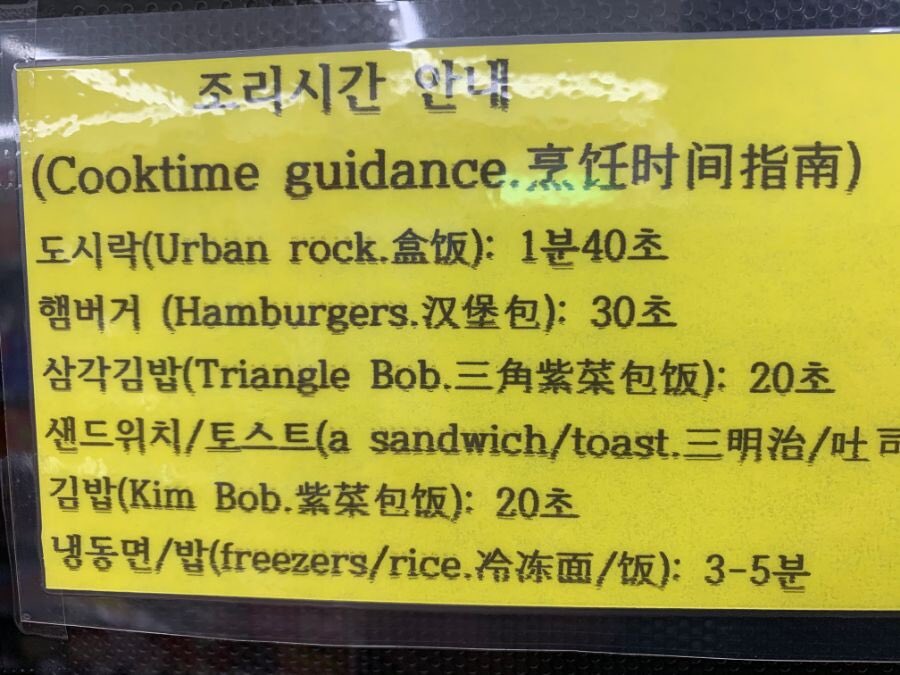 조리시간 안내
(Cooktime guidance.烹饪时间指南)
도시락(Urban rock.盒饭): 1분40초
햄버거 (Hamburgers.汉堡包): 30초
삼각김밥(Triangle Bob.三角紫菜包饭): 20초
샌드위치/토스트(a sandwich/toast.三明治/吐司
김밥(Kim Bob.紫菜包饭): 20초
냉동면/밥(freezers/rice.冷冻面/饭): 3-5분